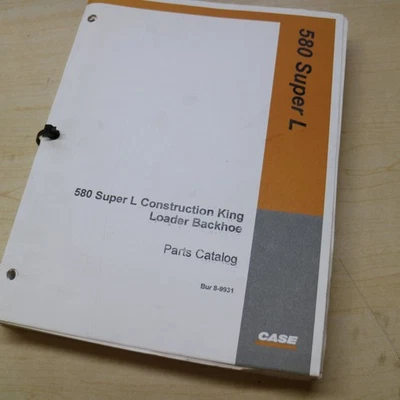 580 Super L
580 Super L Construction King
Loader Backhoe
Parts Catalog
Bur 8-9931
CASE